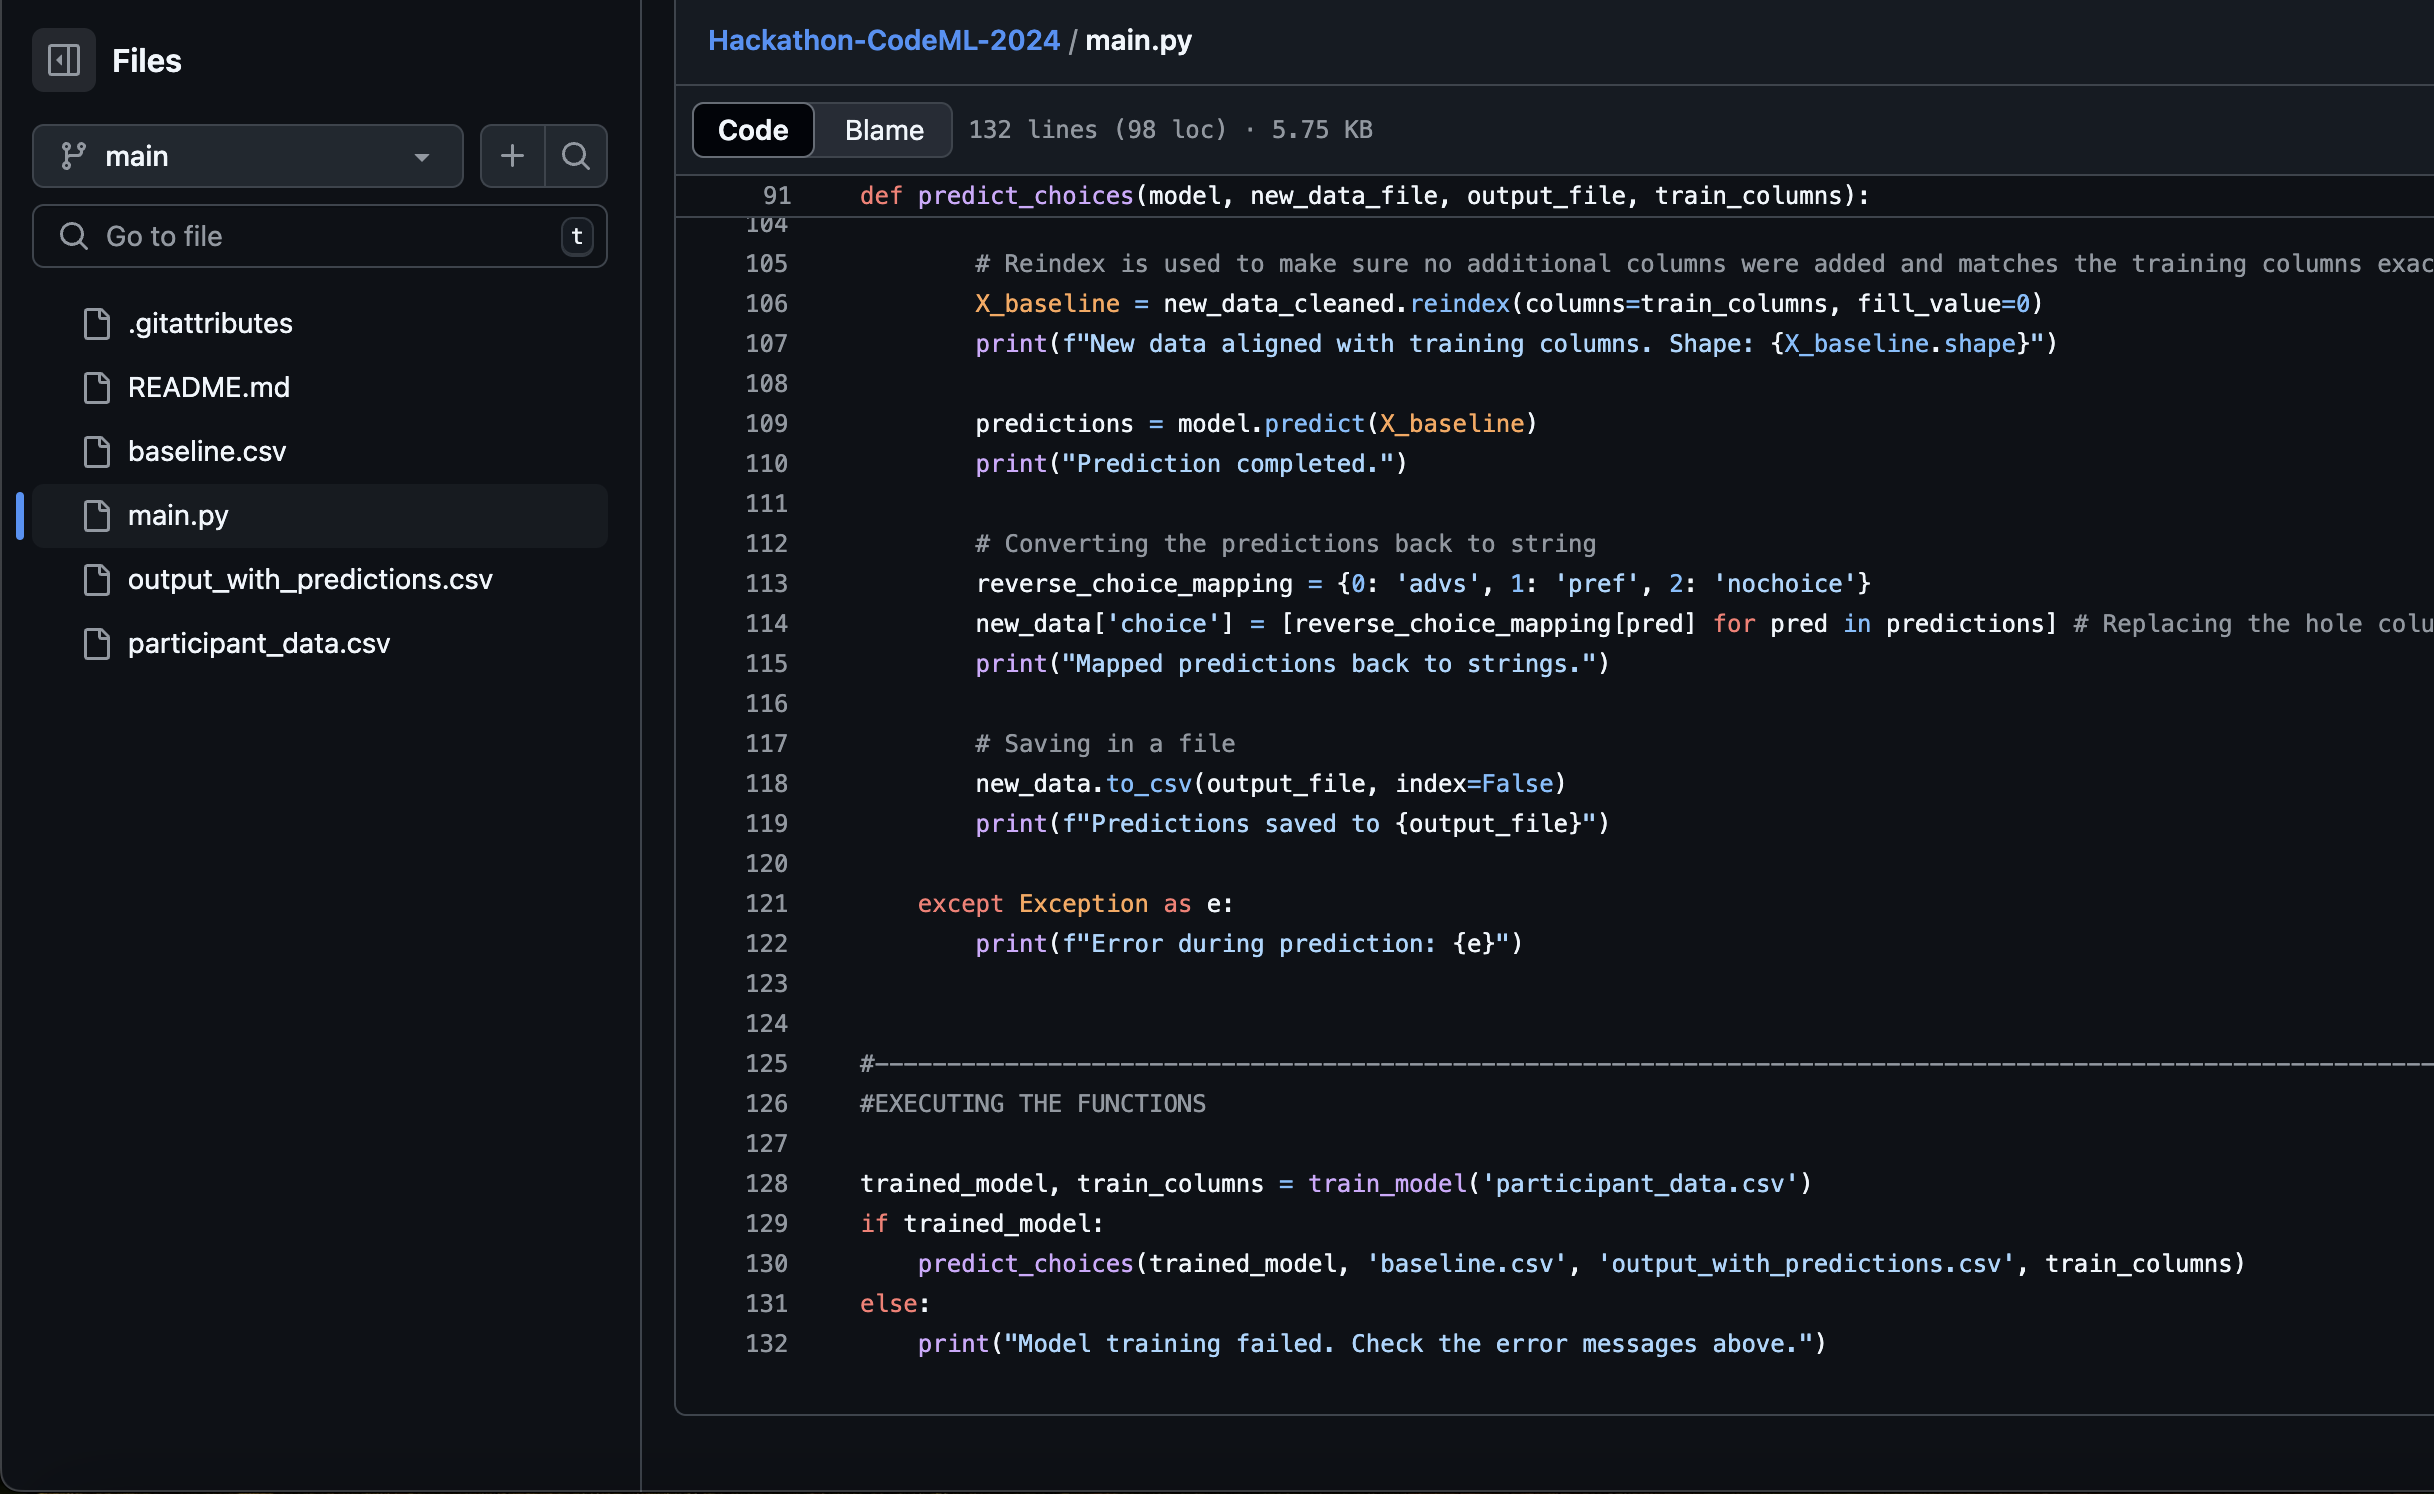 Files
main
Go to file
t
.gitattributes
README.md
baseline.csv
main.py
output_with_predictions.csv
participant_data.csv
Hackathon-CodeML-2024 / main.py
Code Blame 132 lines (98 loc) · 5.75 KB
91 def predict_choices(model, new_data_file, output_file, train_columns):
104
105 # Reindex is used to make sure no additional columns were added and matches the training columns exac
106 X_baseline = new_data_cleaned.reindex(columns=train_columns, fill_value=0)
107 print(f"New data aligned with training columns. Shape: {X_baseline.shape}")
108
109 predictions = model.predict(X_baseline)
110 print("Prediction completed.")
111
112 # Converting the predictions back to string
113 reverse_choice_mapping = {0: 'advs', 1: 'pref', 2: 'nochoice'}
114 new_data['choice'] = [reverse_choice_mapping[pred] for pred in predictions] # Replacing the hole colu
115 print("Mapped predictions back to strings.")
116
117 # Saving in a file
118 new_data.to_csv(output_file, index=False)
119 print(f"Predictions saved to {output_file}")
120
121 except Exception as e:
122 print(f"Error during prediction: {e}")
123
124
125 #------------------------------------------------------------------------------------------------------------
126 #EXECUTING THE FUNCTIONS
127
128 trained_model, train_columns = train_model('participant_data.csv')
129 if trained_model:
130 predict_choices(trained_model, 'baseline.csv', 'output_with_predictions.csv', train_columns)
131 else:
132 print("Model training failed. Check the error messages above.")